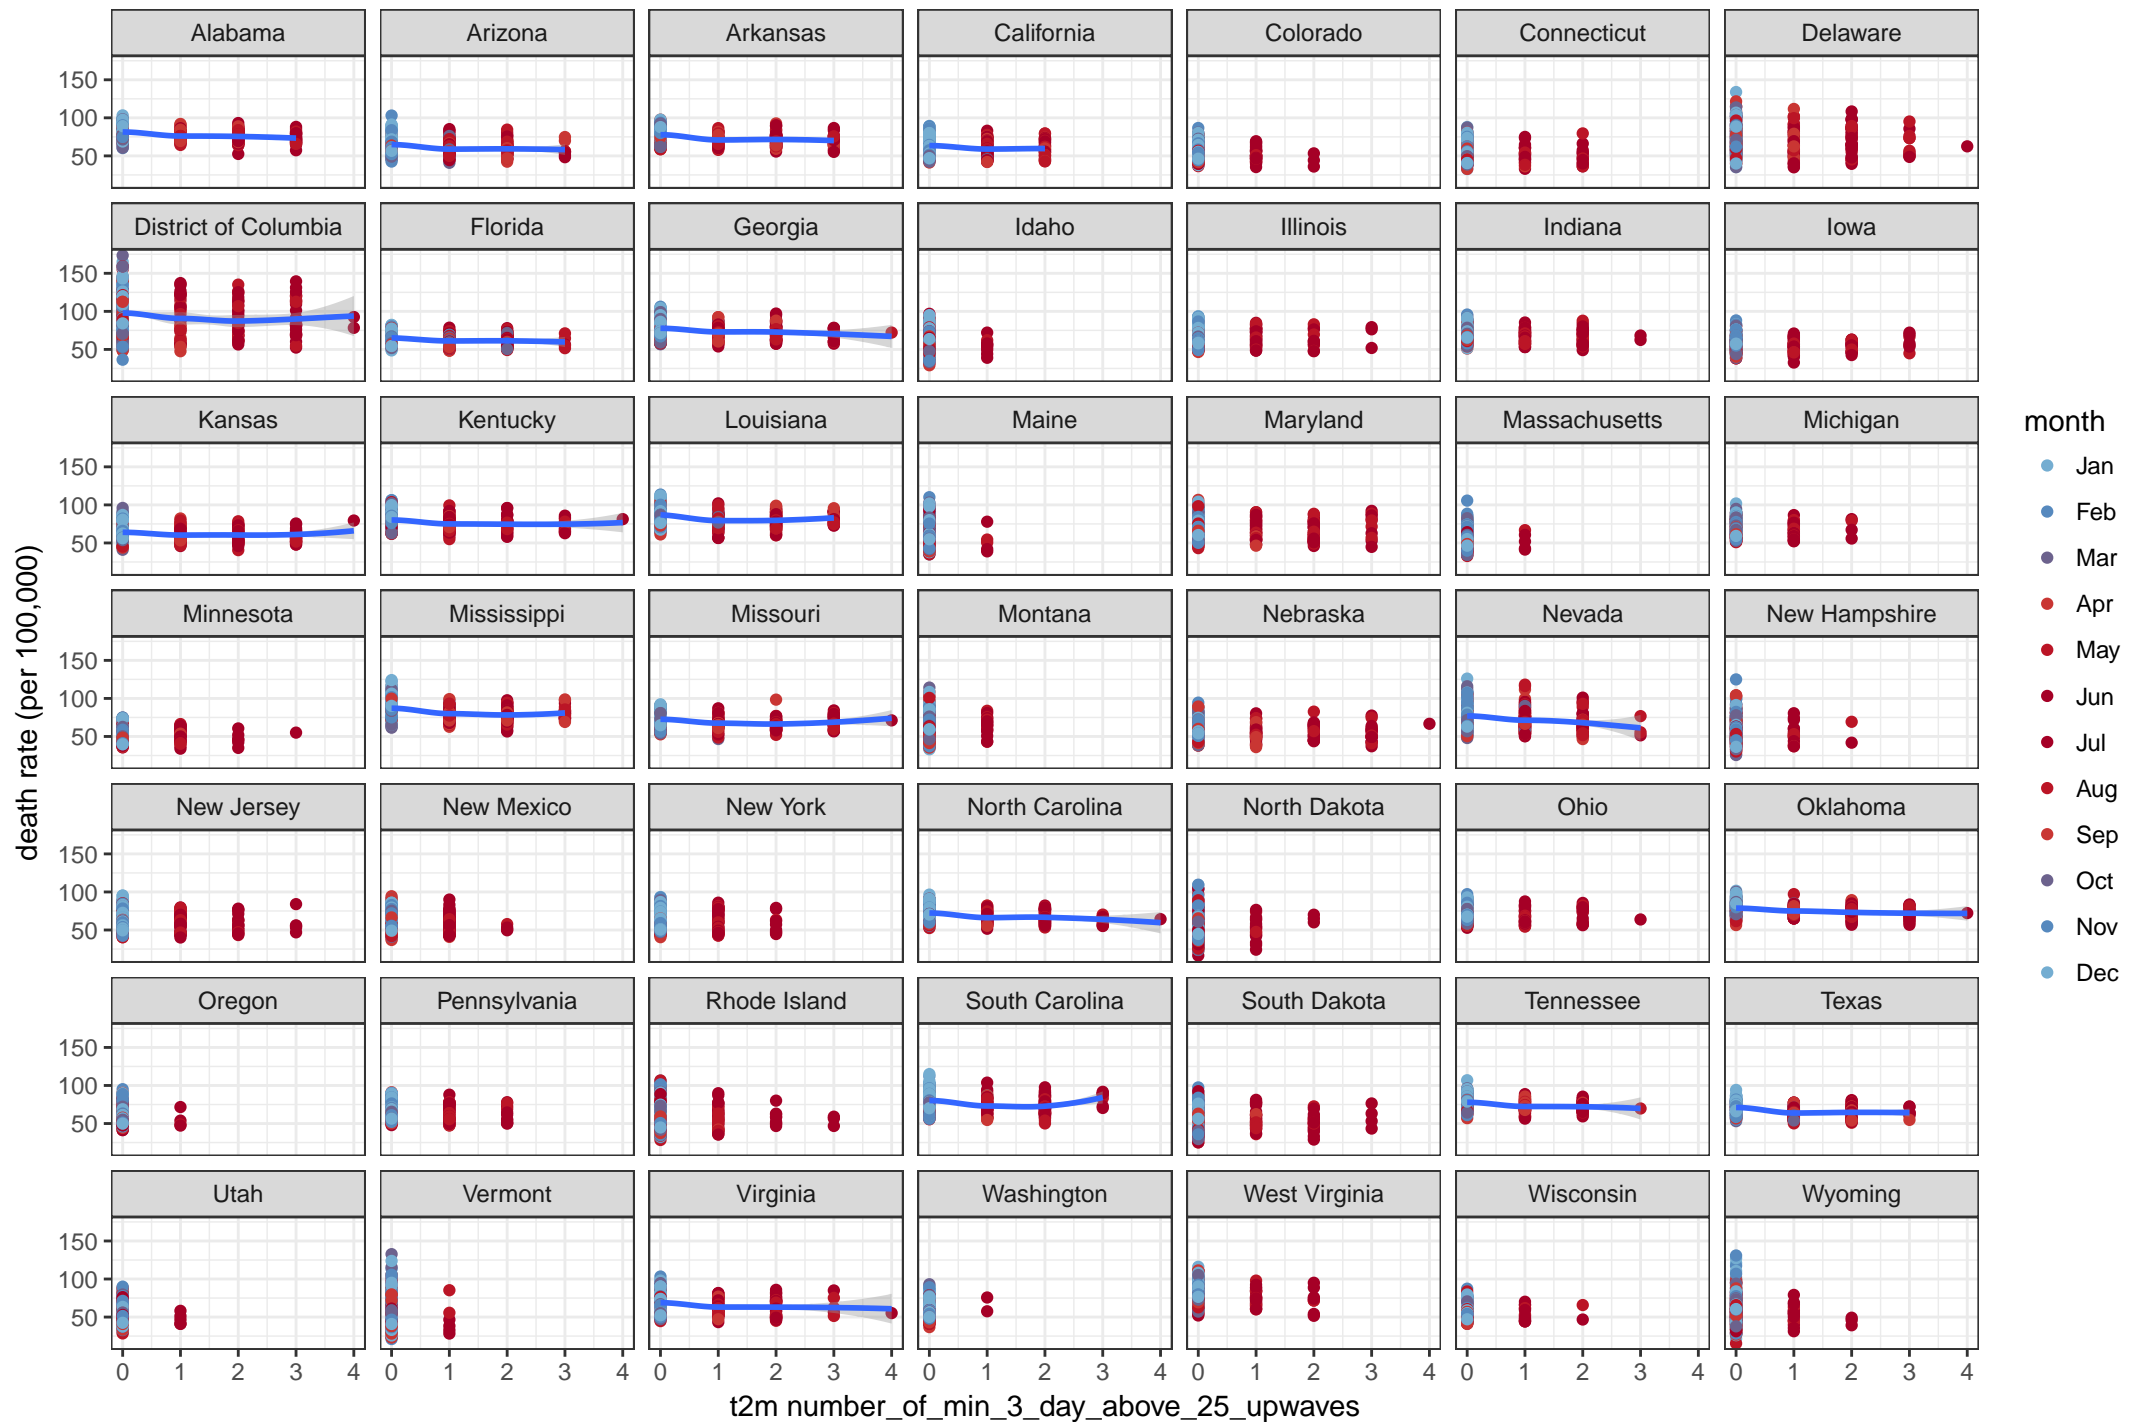 Alabama Arizona Arkansas California Colorado Connecticut Delaware
150
100
50
District of Columbia Florida Georgia Idaho Illinois Indiana Iowa
150
100
50
Kansas Kentucky Louisiana Maine Maryland Massachusetts Michigan
150
100
50
Minnesota Mississippi Missouri Montana Nebraska Nevada New Hampshire
150
100
50
New Jersey New Mexico New York North Carolina North Dakota Ohio Oklahoma
150
100
50
Oregon Pennsylvania Rhode Island South Carolina South Dakota Tennessee Texas
150
100
50
Utah Vermont Virginia Washington West Virginia Wisconsin Wyoming
150
100
50
0 1 2 3 4 0 1 2 3 4 0 1 2 3 4 0 1 2 3 4 0 1 2 3 4 0 1 2 3 4 0 1 2 3 4
t2m number_of_min_3_day_above_25_upwaves
death rate (per 100,000)
month
Jan
Feb
Mar
Apr
May
Jun
Jul
Aug
Sep
Oct
Nov
Dec